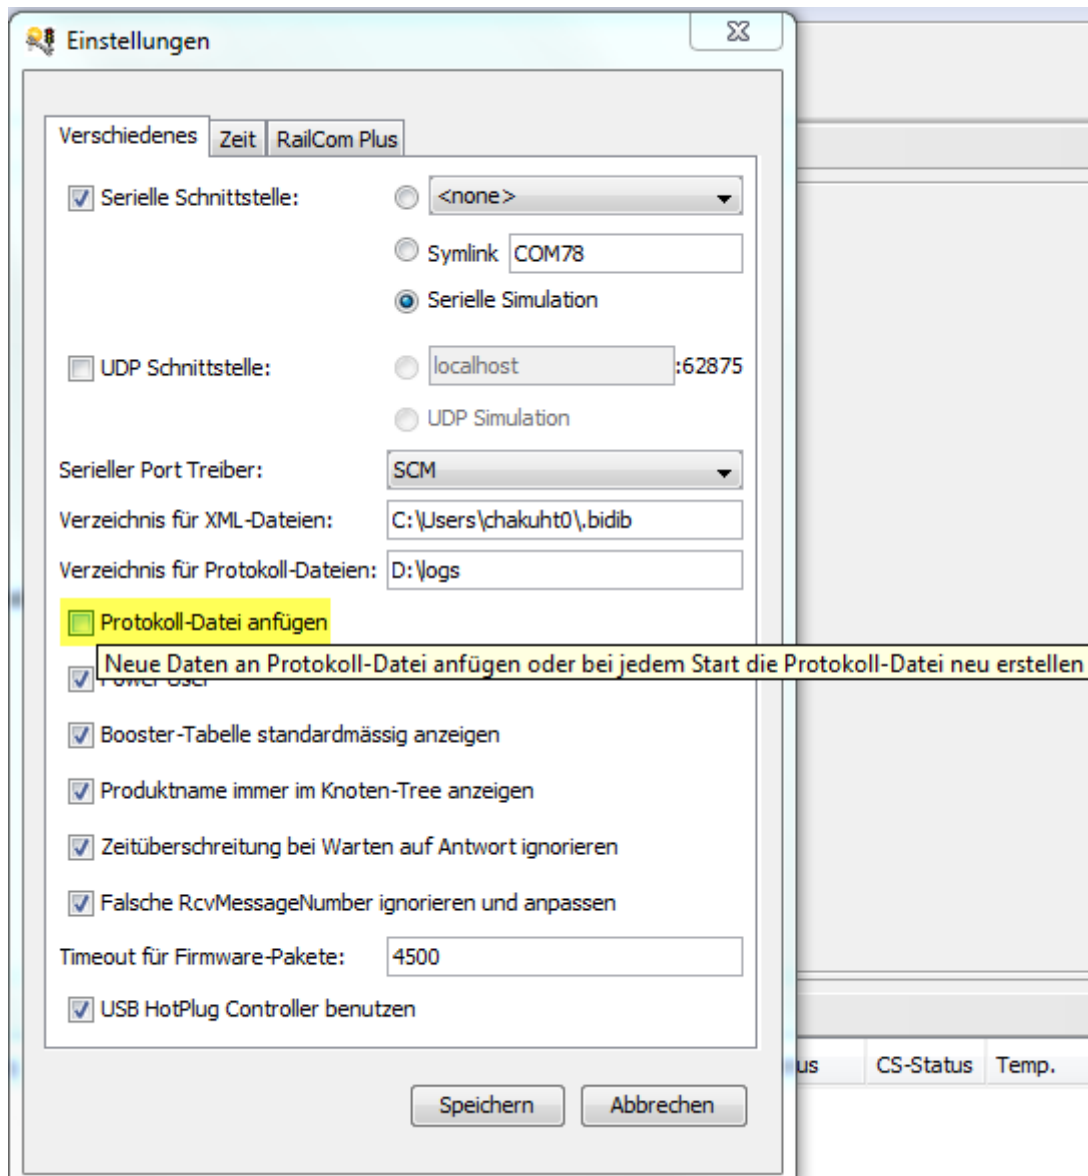 Einstellungen
Verschiedenes Zeit RailCom Plus
Serielle Schnittstelle: <none>
Symlink COM78
Serielle Simulation
UDP Schnittstelle: localhost :62875
UDP Simulation
Serieller Port Treiber: SCM
Verzeichnis für XML-Dateien: C:\Users\chakuht0\.bidib
Verzeichnis für Protokoll-Dateien: D:\logs
Protokoll-Datei anfügen
Neue Daten an Protokoll-Datei anfügen oder bei jedem Start die Protokoll-Datei neu erstellen
Booster-Tabelle standardmässig anzeigen
Produktname immer im Knoten-Tree anzeigen
Zeitüberschreitung bei Warten auf Antwort ignorieren
Falsche RcvMessageNumber ignorieren und anpassen
Timeout für Firmware-Pakete: 4500
USB HotPlug Controller benutzen
us CS-Status Temp.
Speichern Abbrechen